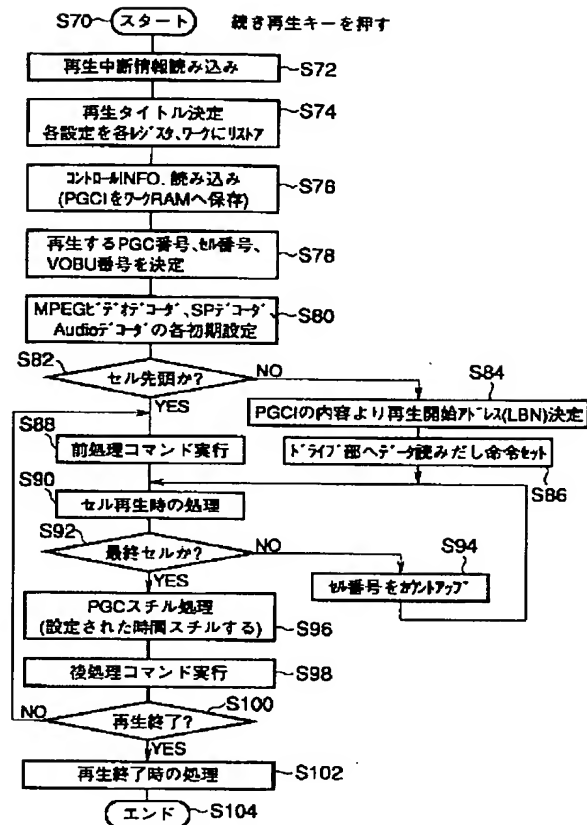 S70 スタート 続き再生キーを押す
再生中断情報読み込み S72
再生タイトル決定
各設定を各レジスタ、ワークにリストア
S74
コントロールINFO.読み込み
(PGCIをワークRAMへ保存)
S76
再生するPGC番号、セル番号、
VOBU番号を決定
S78
MPEGビデオデコーダ、SPデコーダ
Audioデコーダの各初期設定
S80
S82
セル先頭か?
NO
YES
S84
PGCIの内容より再生開始アドレス(LBN)決定
ドライブ部へデータ読みだし命令セット
S86
S88
前処理コマンド実行
S90
セル再生時の処理
S92
最終セルか?
NO
YES
S94
セル番号をカウントアップ
PGCスチル処理
(設定された時間スチルする)
S96
後処理コマンド実行 S98
S100
再生終了?
NO
YES
再生終了時の処理 S102
エンド S104